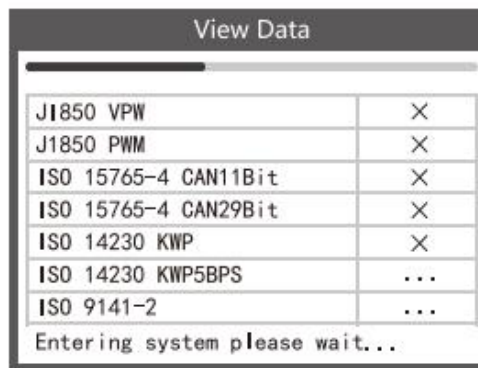 View Data
J1850 VPW ×
J1850 PWM ×
ISO 15765-4 CAN11Bit ×
ISO 15765-4 CAN29Bit ×
ISO 14230 KWP ×
ISO 14230 KWP5BPS ...
ISO 9141-2 ...
Entering system please wait...